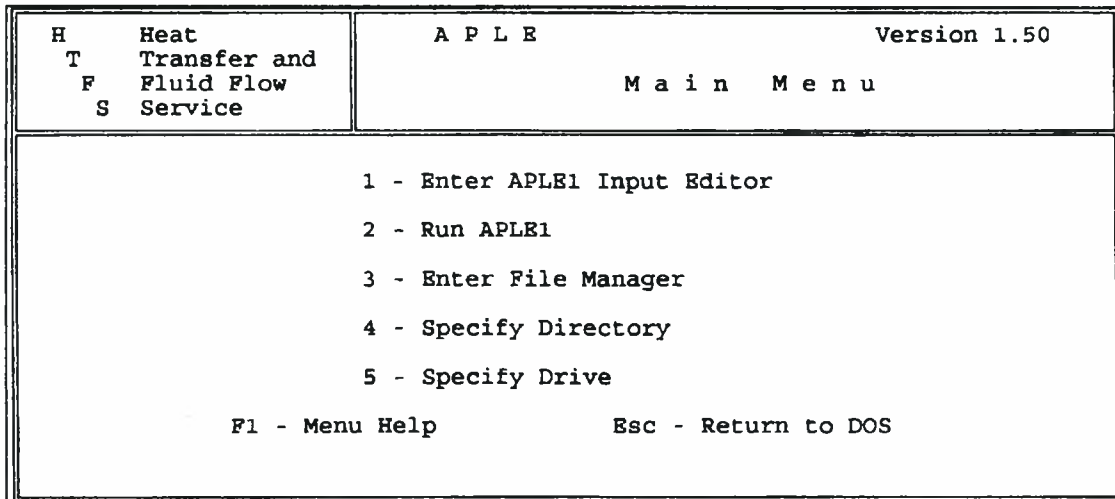 H Heat
T Transfer and
F Fluid Flow
S Service
A P L E Version 1.50
M a i n M e n u
1 - Enter APLE1 Input Editor
2 - Run APLE1
3 - Enter File Manager
4 - Specify Directory
5 - Specify Drive
F1 - Menu Help Esc - Return to DOS